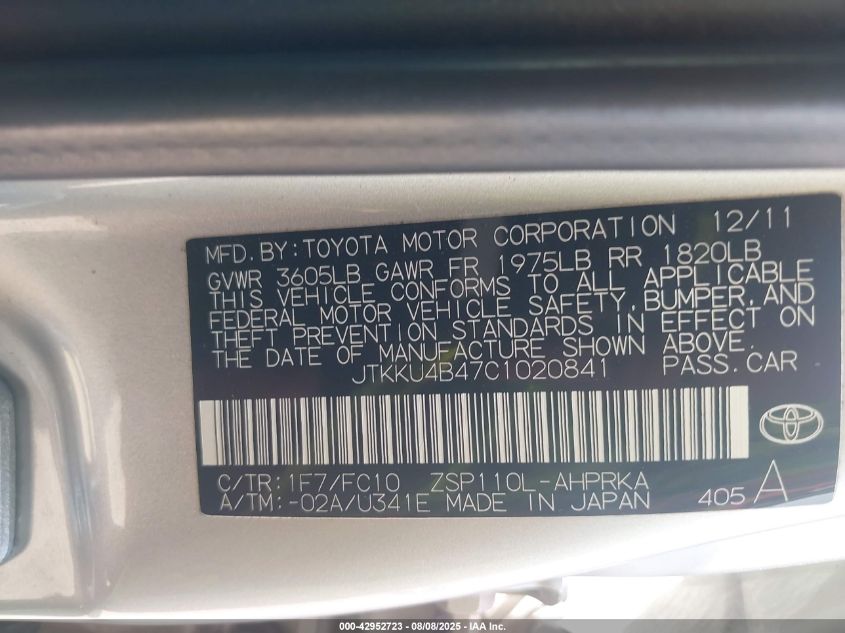 MFD.BY:TOYOTA MOTOR CORPORATION 12/11
GVWR 3605LB GAWR FR 1975LB RR 1820LB
THIS VEHICLE CONFORMS TO ALL APPLICABLE
FEDERAL MOTOR VEHICLE SAFETY,BUMPER,AND
THEFT PREVENTION STANDARDS IN EFFECT ON
THE DATE OF MANUFACTURE SHOWN ABOVE.
JTKKU4B47C1020841 PASS.CAR
C/TR:1F7/FC10 ZSP110L-AHPRKA
A/TM:-02A/U341E MADE IN JAPAN 405 A
000-42952723 - 08/08/2025 - IAA Inc.